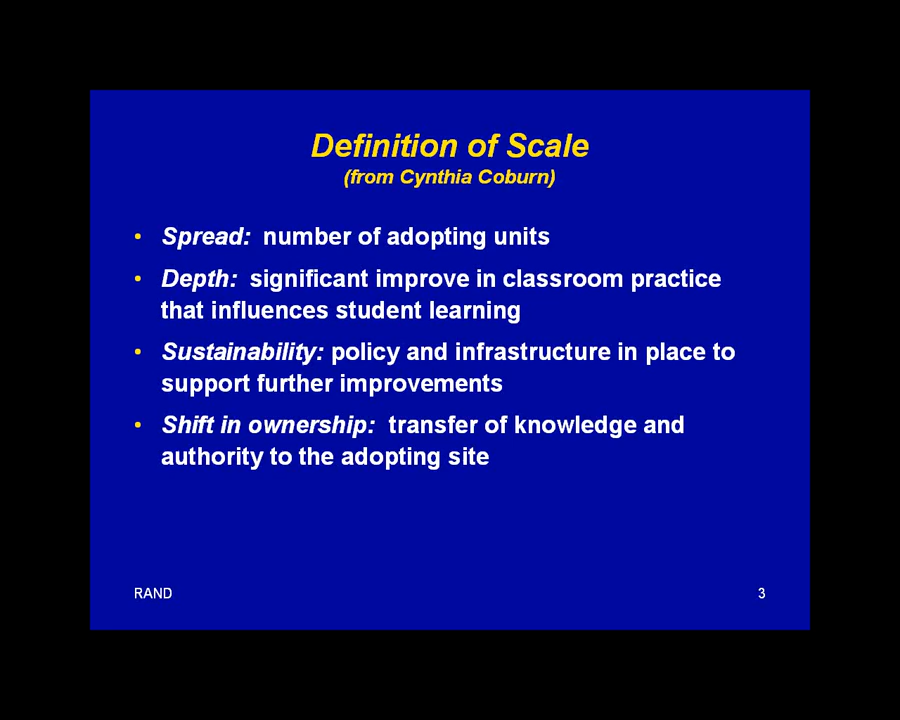 Definition of Scale
(from Cynthia Coburn)
• Spread: number of adopting units
• Depth: significant improve in classroom practice
that influences student learning
• Sustainability: policy and infrastructure in place to
support further improvements
• Shift in ownership: transfer of knowledge and
authority to the adopting site
RAND
3